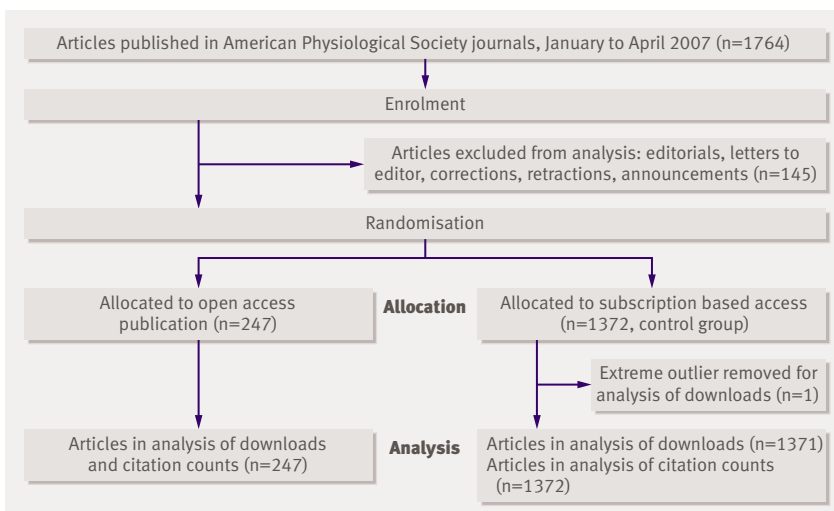 Articles published in American Physiological Society journals, January to April 2007 (n=1764)
Enrolment
Articles excluded from analysis: editorials, letters to
editor, corrections, retractions, announcements (n=145)
Randomisation
Allocated to open access
publication (n=247)
Allocation
Allocated to subscription based access
(n=1372, control group)
Extreme outlier removed for
analysis of downloads (n=1)
Articles in analysis of downloads
and citation counts (n=247)
Analysis
Articles in analysis of downloads (n=1371)
Articles in analysis of citation counts
(n=1372)